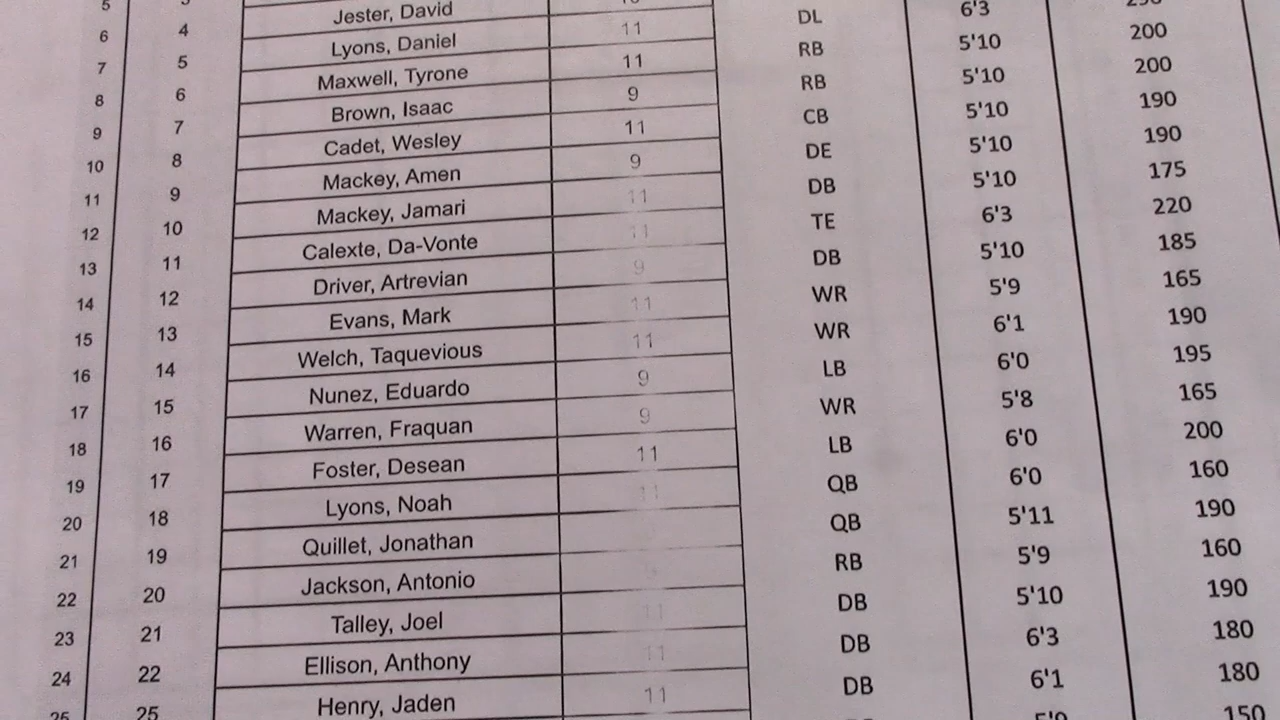 5
6 4 Jester, David
7 5 Lyons, Daniel 11 DL 6'3
8 6 Maxwell, Tyrone 11 RB 5'10 200
9 7 Brown, Isaac 9 RB 5'10 200
10 8 Cadet, Wesley 11 CB 5'10 190
11 9 Mackey, Amen 9 DE 5'10 190
12 10 Mackey, Jamari 11 DB 5'10 175
13 11 Calexte, Da-Vonte 11 TE 6'3 220
14 12 Driver, Artrevian 9 DB 5'10 185
15 13 Evans, Mark 11 WR 5'9 165
16 14 Welch, Taquevious 11 WR 6'1 190
17 15 Nunez, Eduardo 9 LB 6'0 195
18 16 Warren, Fraquan 9 WR 5'8 165
19 17 Foster, Desean 11 LB 6'0 200
20 18 Lyons, Noah 11 QB 6'0 160
21 19 Quillet, Jonathan QB 5'11 190
22 20 Jackson, Antonio RB 5'9 160
23 21 Talley, Joel 11 DB 5'10 190
24 22 Ellison, Anthony 11 DB 6'3 180
25 25 Henry, Jaden 11 DB 6'1 180
150